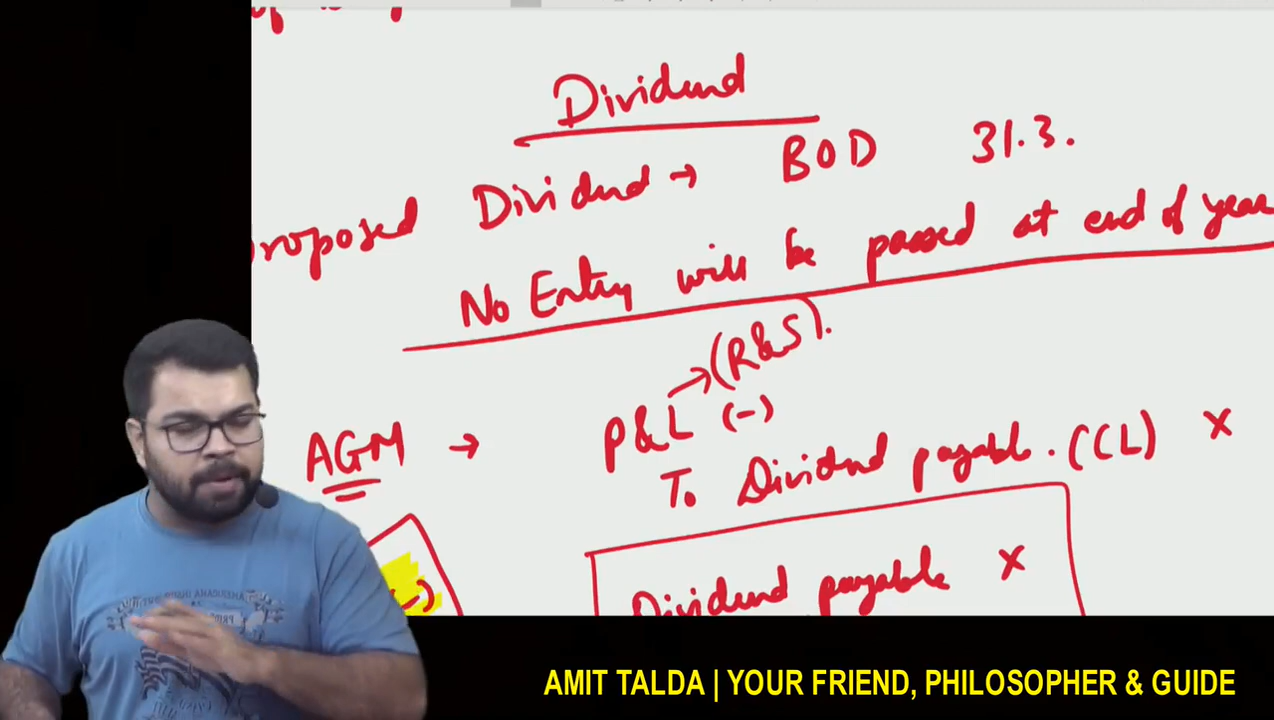 Dividend
Proposed Dividend → BOD 31.3.
No Entry will be passed at end of year
→ (R&S).
AGM → P&L (-)
To Dividend payable. (CL) ×
(-)
Dividend payable ×
AMIT TALDA | YOUR FRIEND, PHILOSOPHER & GUIDE